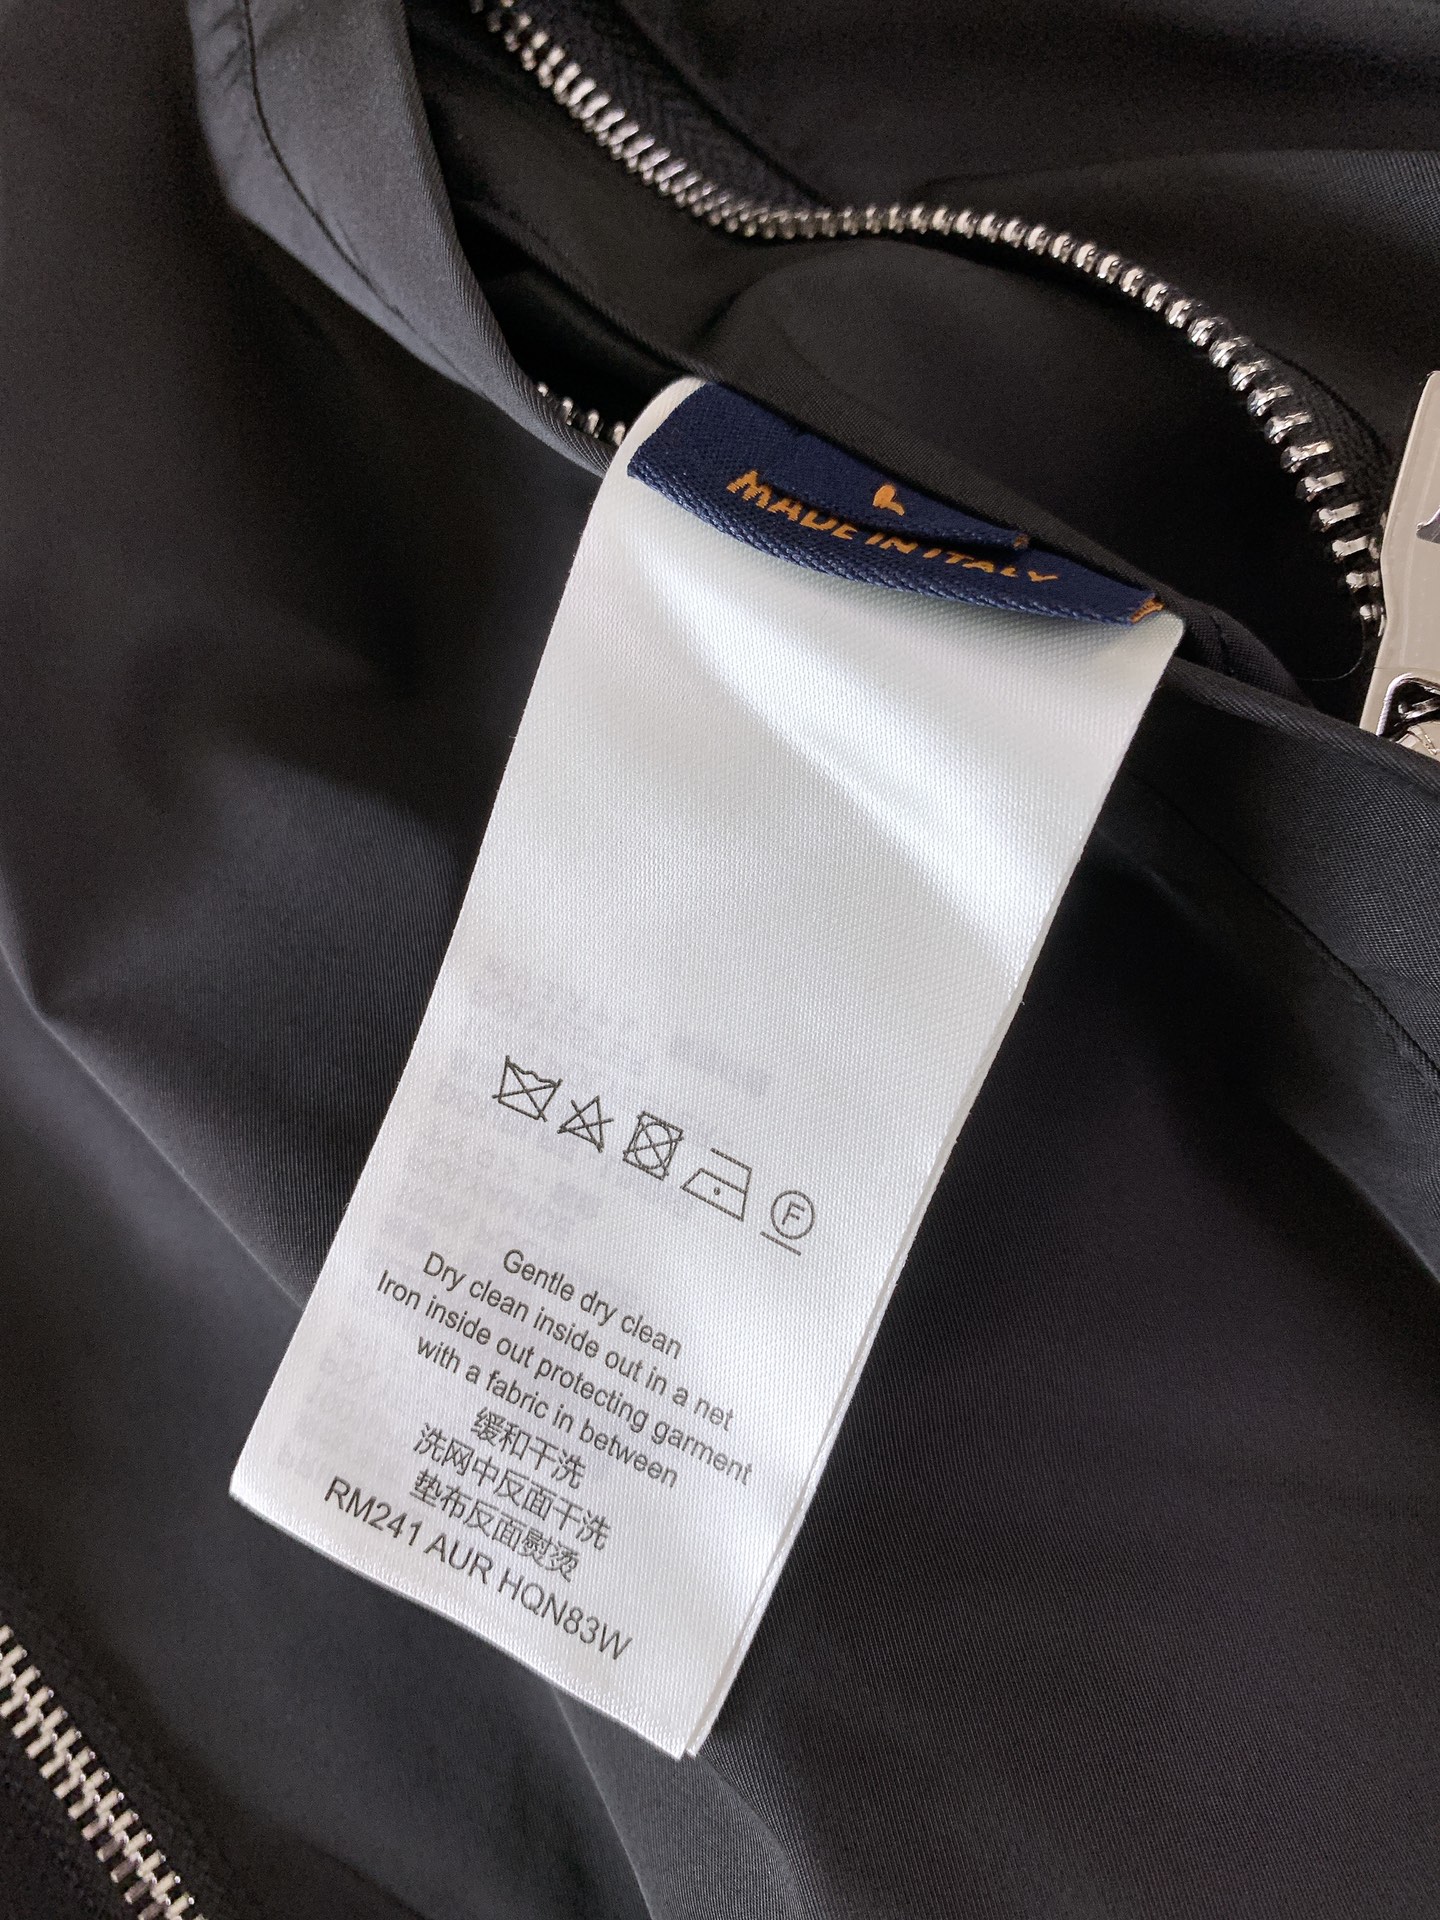 L
MADE IN ITALY
F
Gentle dry clean
Dry clean inside out in a net
Iron inside out protecting garment
with a fabric in between
缓和干洗
洗网中反面干洗
垫布反面熨烫
RM241 AUR HQN83W